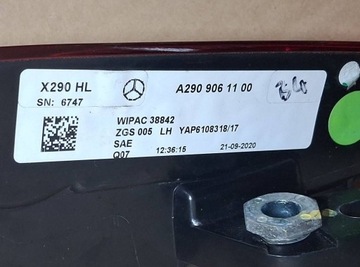 X290 HL A290 906 11 00
SN: 6747
WIPAC 38842
ZGS 005 LH YAP6108318/17
SAE
Q07 12:36:15 21-09-2020